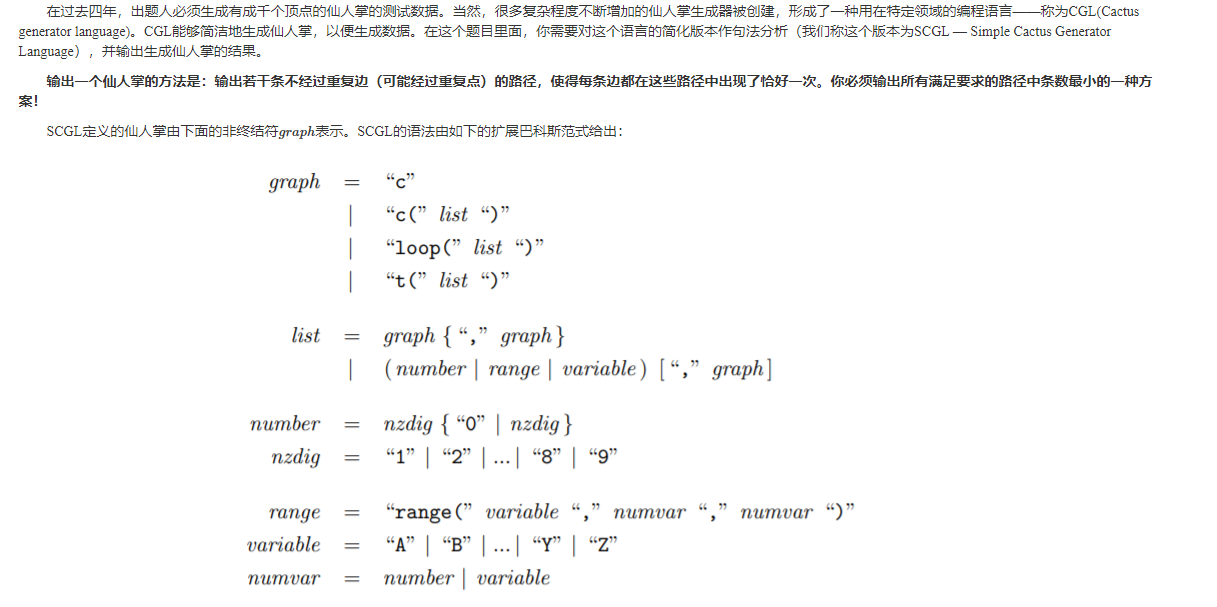 在过去四年，出题人必须生成有成千个顶点的仙人掌的测试数据。当然，很多复杂程度不断增加的仙人掌生成器被创建，形成了一种用在特定领域的编程语言——称为CGL(Cactus
generator language)。CGL能够简洁地生成仙人掌，以便生成数据。在这个题目里面，你需要对这个语言的简化版本作句法分析（我们称这个版本为SCGL — Simple Cactus Generator
Language），并输出生成仙人掌的结果。
输出一个仙人掌的方法是：输出若干条不经过重复边（可能经过重复点）的路径，使得每条边都在这些路径中出现了恰好一次。你必须输出所有满足要求的路径中条数最小的一种方
案！
SCGL定义的仙人掌由下面的非终结符graph表示。SCGL的语法由如下的扩展巴科斯范式给出：
graph = “c”
| “c(” list “)”
| “loop(” list “)”
| “t(” list “)”
list = graph { “,” graph}
| (number | range | variable) [“,” graph]
number = nzdig { “0” | nzdig}
nzdig = “1” | “2” |...| “8” | “9”
range = “range(” variable “,” numvar “,” numvar “)”
variable = “A” | “B” |...| “Y” | “Z”
numvar = number | variable